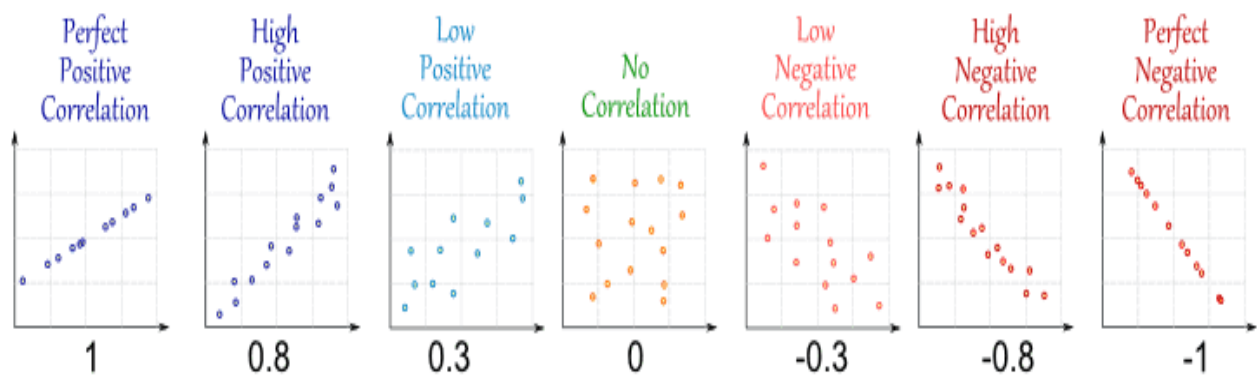 Perfect
Positive
Correlation
High
Positive
Correlation
Low
Positive
Correlation
No
Correlation
Low
Negative
Correlation
High
Negative
Correlation
Perfect
Negative
Correlation
1
0.8
0.3
0
-0.3
-0.8
-1